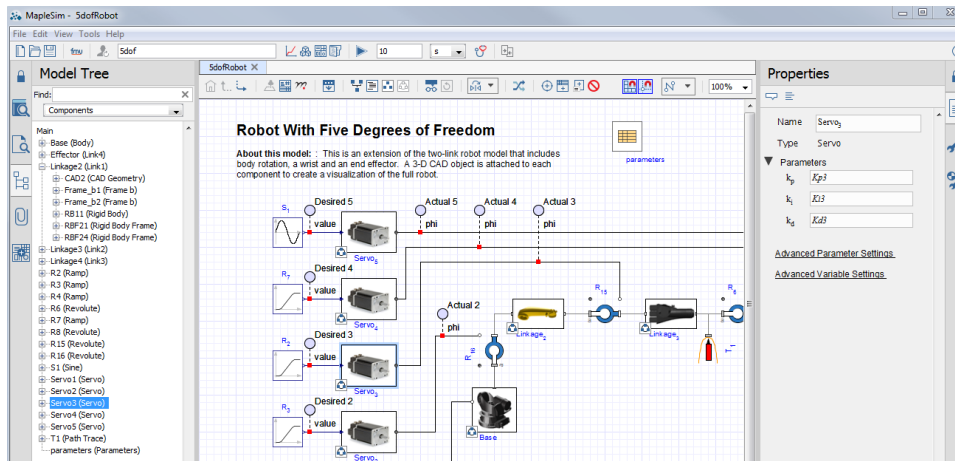 MapleSim - 5dofRobot
File Edit View Tools Help
fmu 5dof 10 s
Model Tree
Find:
Components
Main
Base (Body)
Effector (Link4)
Linkage2 (Link1)
CAD2 (CAD Geometry)
Frame_b1 (Frame b)
Frame_b2 (Frame b)
RB11 (Rigid Body)
RBF21 (Rigid Body Frame)
RBF24 (Rigid Body Frame)
Linkage3 (Link2)
Linkage4 (Link3)
R2 (Ramp)
R3 (Ramp)
R4 (Ramp)
R6 (Revolute)
R7 (Ramp)
R8 (Revolute)
R15 (Revolute)
R16 (Revolute)
S1 (Sine)
Servo1 (Servo)
Servo2 (Servo)
Servo3 (Servo)
Servo4 (Servo)
Servo5 (Servo)
T1 (Path Trace)
parameters (Parameters)
5dofRobot
100%
Robot With Five Degrees of Freedom
About this model: : This is an extension of the two-link robot model that includes
body rotation, a wrist and an end effector. A 3-D CAD object is attached to each
component to create a visualization of the full robot.
parameters
S1
Desired 5
value
Servo5
Actual 5
phi
Actual 4
phi
Actual 3
phi
R7
Desired 4
value
Servo4
Actual 2
phi
R2
Desired 3
value
Servo3
R3
Desired 2
value
R16
Linkage2
R15
Linkage3
T1
Base
Properties
Name Servo3
Type Servo
Parameters
kp Kp3
ki Ki3
kd Kd3
Advanced Parameter Settings
Advanced Variable Settings